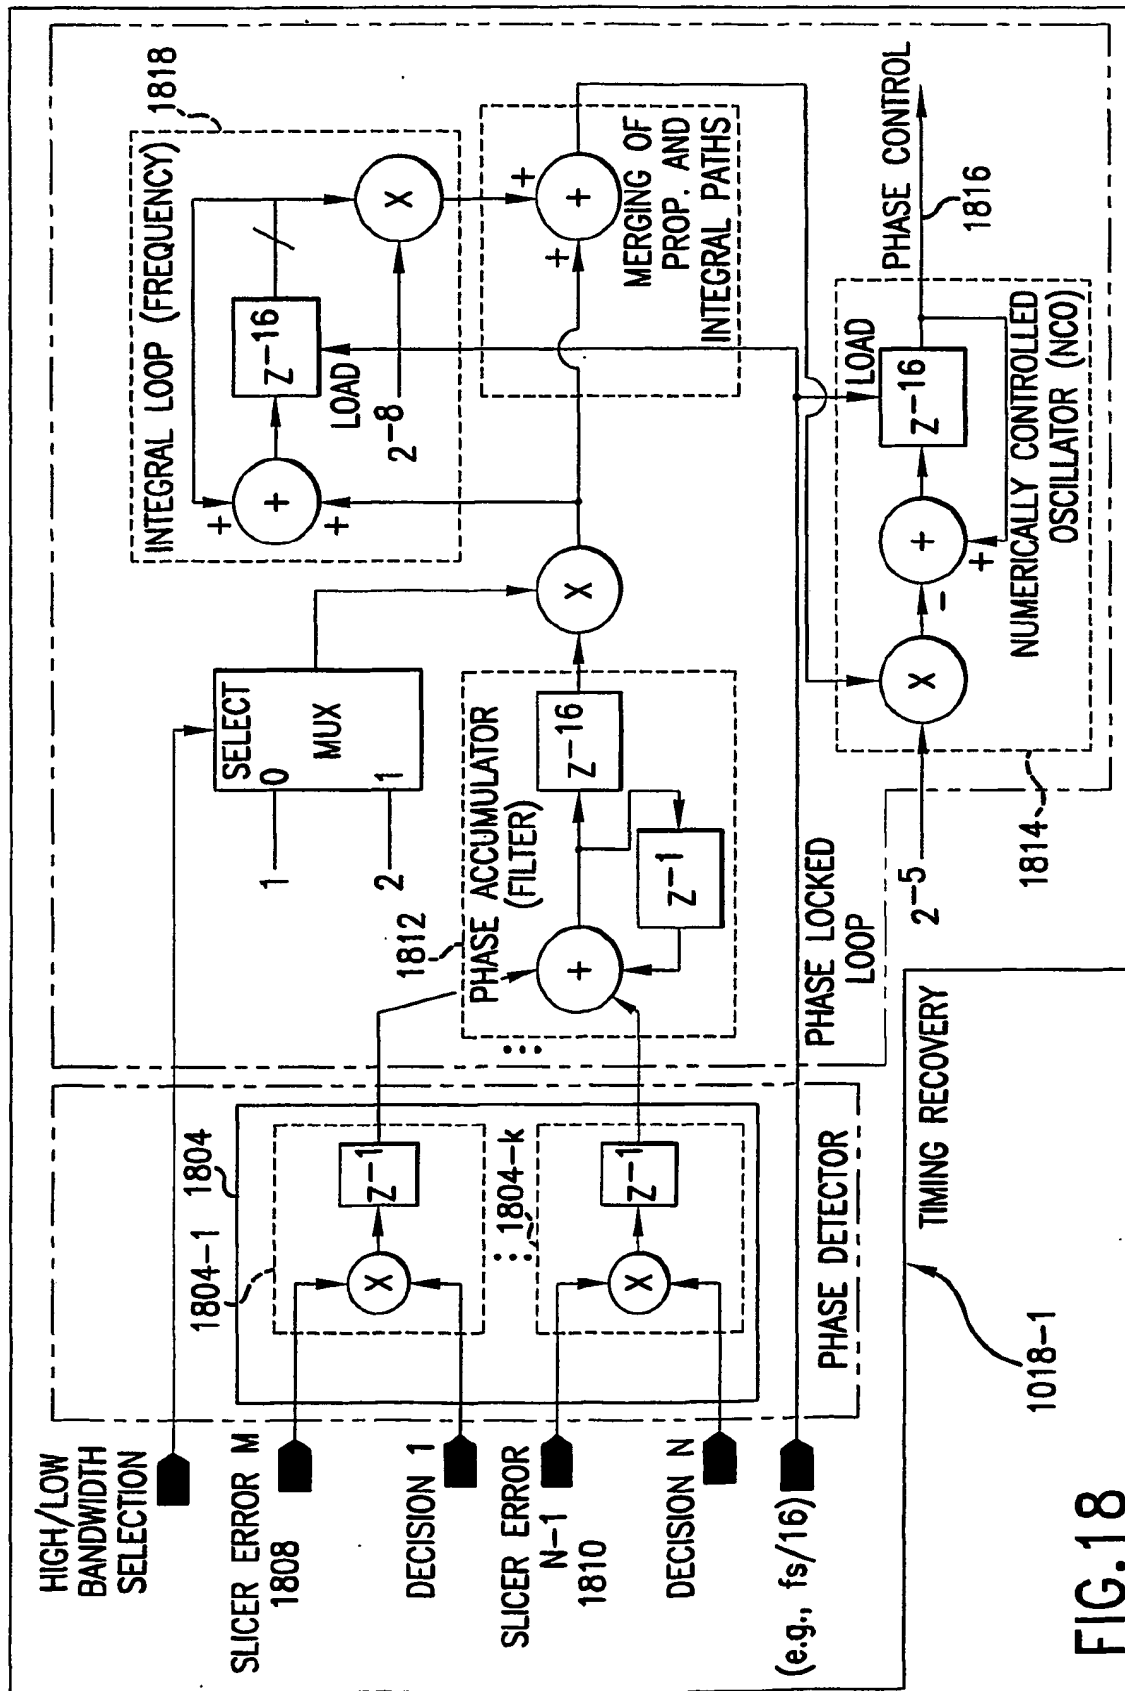 HIGH/LOW
BANDWIDTH
SELECTION
SLICER ERROR M
1808
DECISION 1
SLICER ERROR
N-1
1810
DECISION N
(e.g., fs/16)
1804
1804-1
X
Z-1
1804-k
X
Z-1
PHASE DETECTOR
SELECT
0
MUX
1
1
2
1812
PHASE ACCUMULATOR
(FILTER)
+
Z-16
Z-1
X
PHASE LOCKED
LOOP
INTEGRAL LOOP (FREQUENCY)
1818
+
+
+
Z-16
LOAD
2-8
X
+
+
+
MERGING OF
PROP. AND
INTEGRAL PATHS
2-5
X
-
+
+
Z-16
LOAD
NUMERICALLY CONTROLLED
OSCILLATOR (NCO)
1814
PHASE CONTROL
1816
TIMING RECOVERY
1018-1
FIG.18